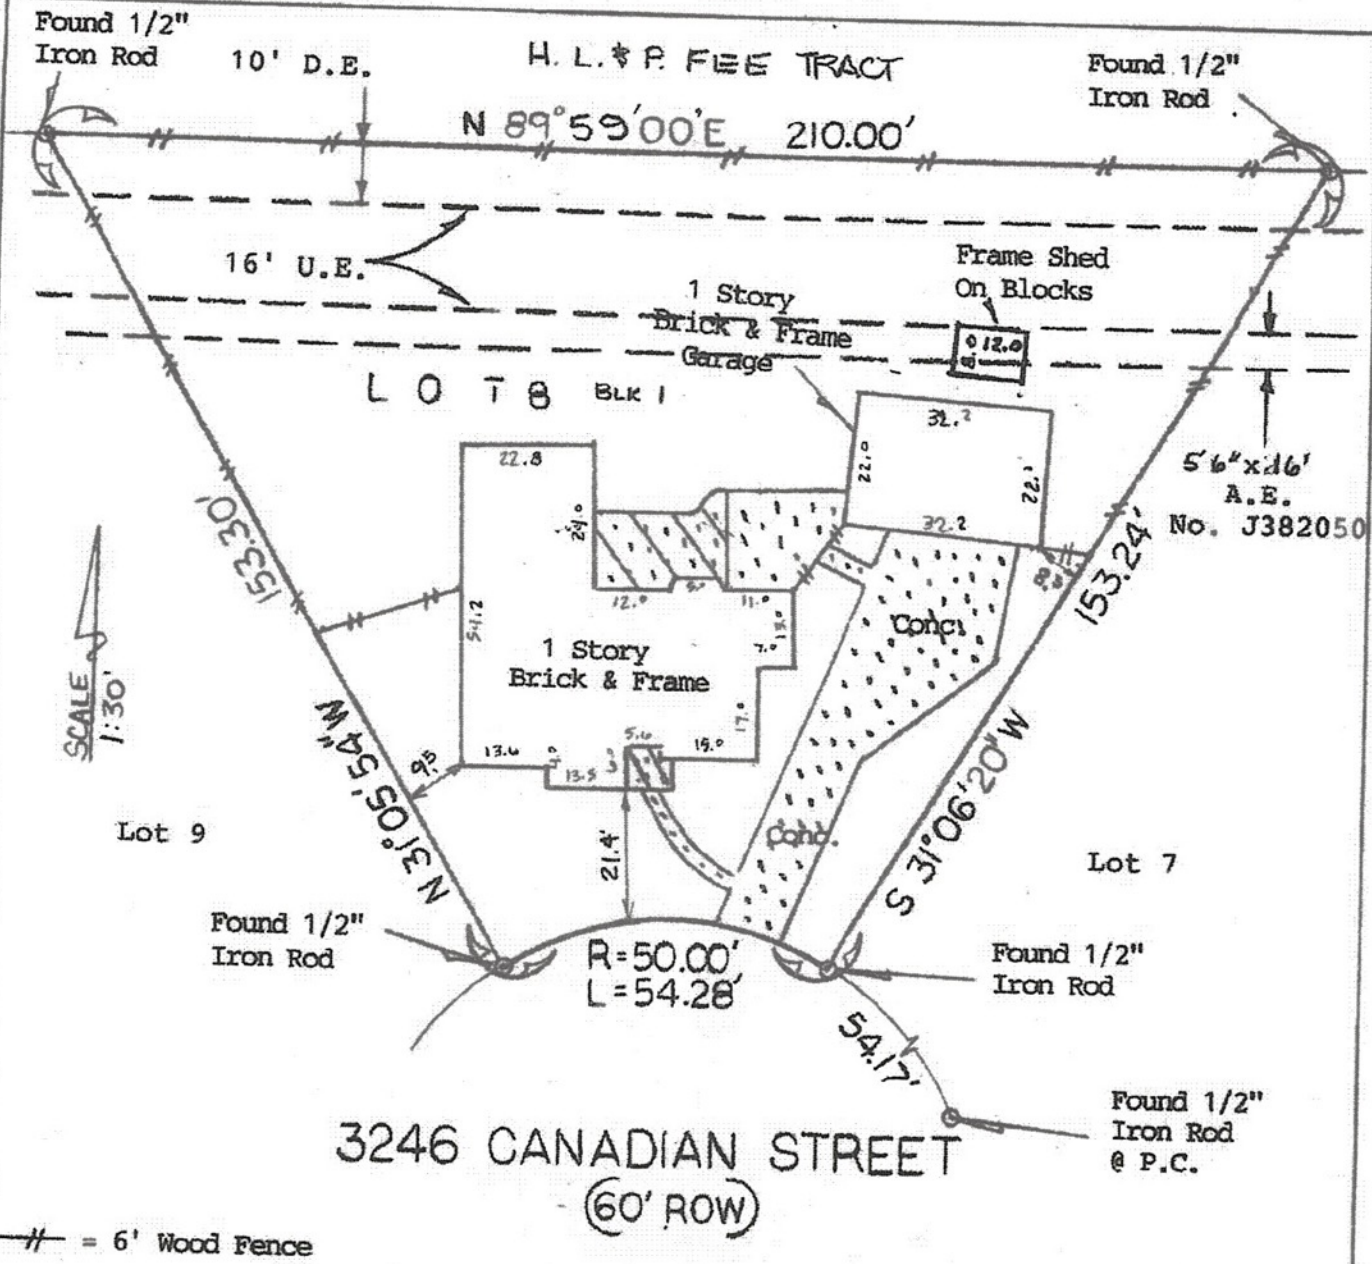 Found 1/2"
Iron Rod
10' D.E.
H. L. & P. FEE TRACT
Found 1/2"
Iron Rod
N 89°59'00'E 210.00'
16' U.E.
Frame Shed
On Blocks
1 Story
Brick & Frame
Garage
12.0
LOT 8 BLK 1
32.2
22.0
22.1
32.2
5'6"x16'
A.E.
No. J382050
22.8
153.30'
153.24'
12.0
11.0
54.2
7.0
13.0
Conc.
1 Story
Brick & Frame
SCALE
1:30'
17.0
5.6
13.6
4.0
13.5
15.0
9.5
N 31°05'54"W
S 31°06'20"W
Lot 9
21.4'
Conc.
Lot 7
Found 1/2"
Iron Rod
R=50.00'
L=54.28'
Found 1/2"
Iron Rod
54.17'
Found 1/2"
Iron Rod
@ P.C.
3246 CANADIAN STREET
(60' ROW)
= 6' Wood Fence